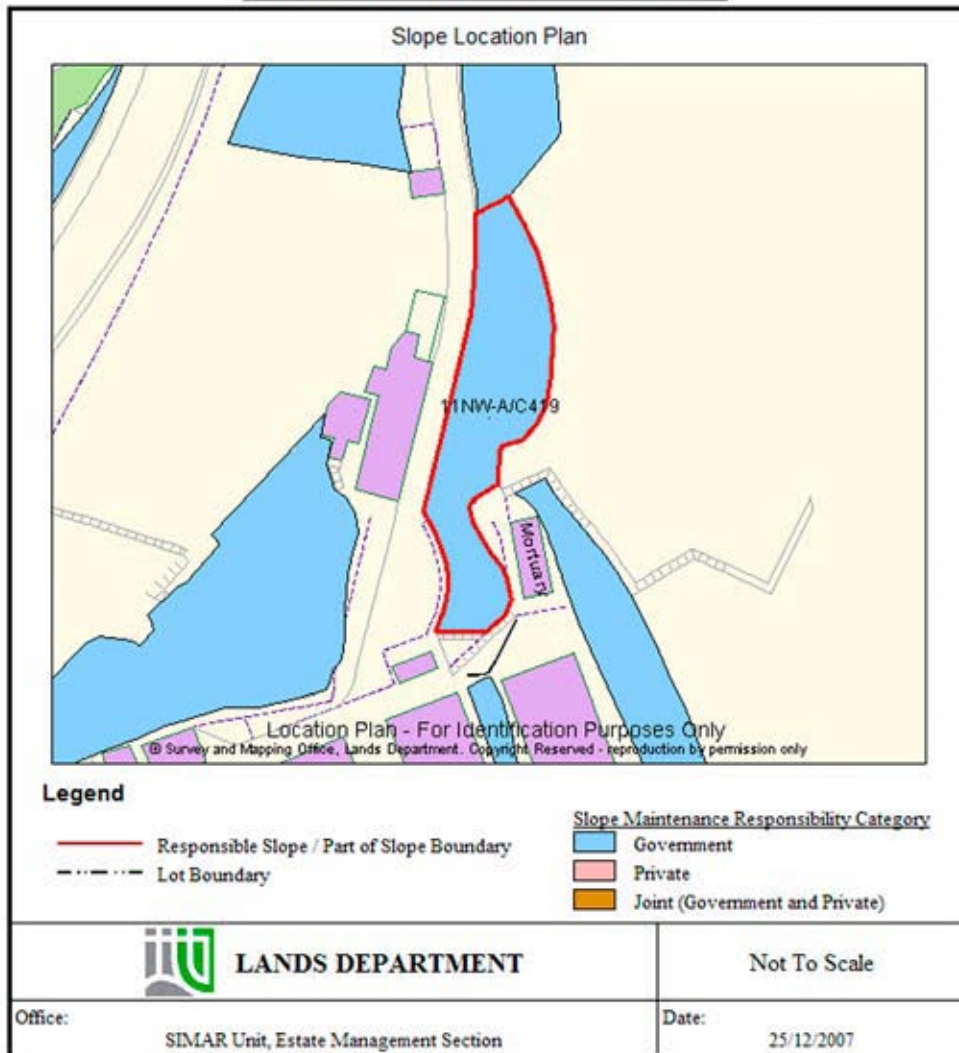 Slope Location Plan
11NW-A/C419
Mortuary
Location Plan - For Identification Purposes Only
© Survey and Mapping Office, Lands Department. Copyright Reserved - reproduction by permission only
Legend
Responsible Slope / Part of Slope Boundary
Lot Boundary
Slope Maintenance Responsibility Category
Government
Private
Joint (Government and Private)
LANDS DEPARTMENT
Not To Scale
Office:
SIMAR Unit, Estate Management Section
Date:
25/12/2007